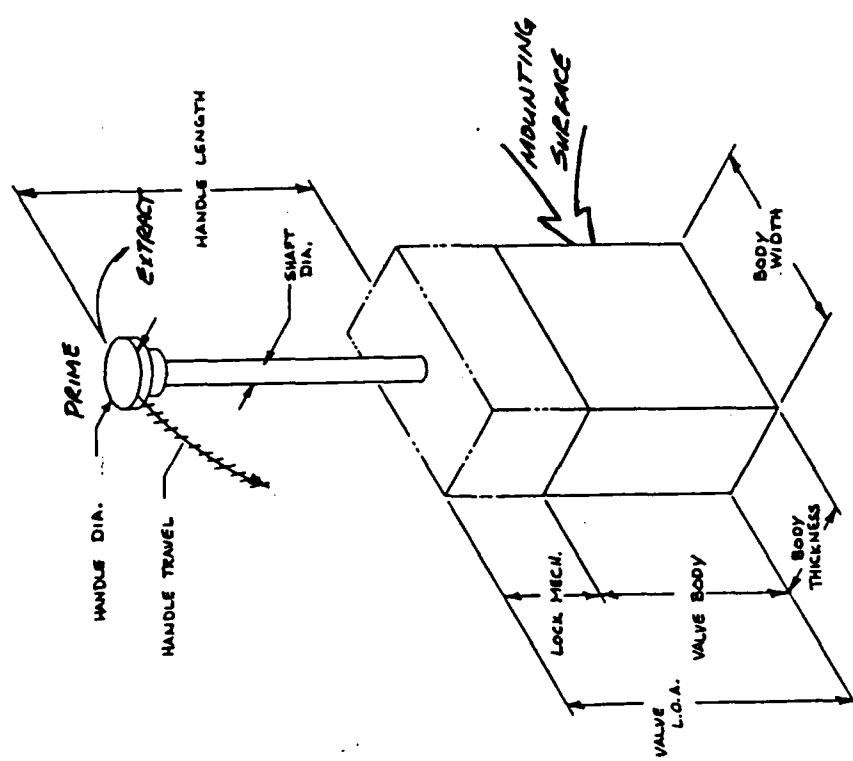 HANDLE DIA.
PRIME
EXTRACT
HANDLE LENGTH
HANDLE TRAVEL
SHAFT
DIA.
MOUNTING
SURFACE
LOCK MECH.
VALVE BODY
VALVE
L.O.A.
BODY
THICKNESS
BODY
WIDTH